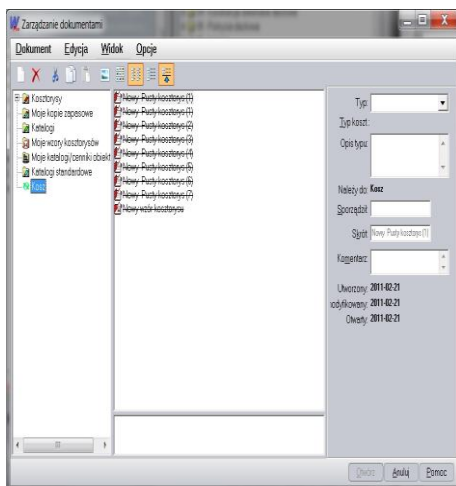 Zarządzanie dokumentami
Dokument Edycja Widok Opcje
Kosztorysy
Moje kopie zapasowe
Katalogi
Moje wzory kosztorysów
Moje katalogi/cenniki obiekt
Katalogi standardowe
Kosz
Nowy Pusty kosztorys (1)
Nowy Pusty kosztorys (1)
Nowy Pusty kosztorys (2)
Nowy Pusty kosztorys (3)
Nowy Pusty kosztorys (4)
Nowy Pusty kosztorys (5)
Nowy Pusty kosztorys (6)
Nowy Pusty kosztorys (7)
Nowy wzór kosztorysu
Typ:
Typ koszt.:
Opis typu:
Należy do: Kosz
Sporządził:
Skrót: Nowy Pusty kosztorys (1)
Komentarz:
Utworzony: 2011-02-21
odyfikowany: 2011-02-21
Otwarty: 2011-02-21
Otwórz Anuluj Pomoc